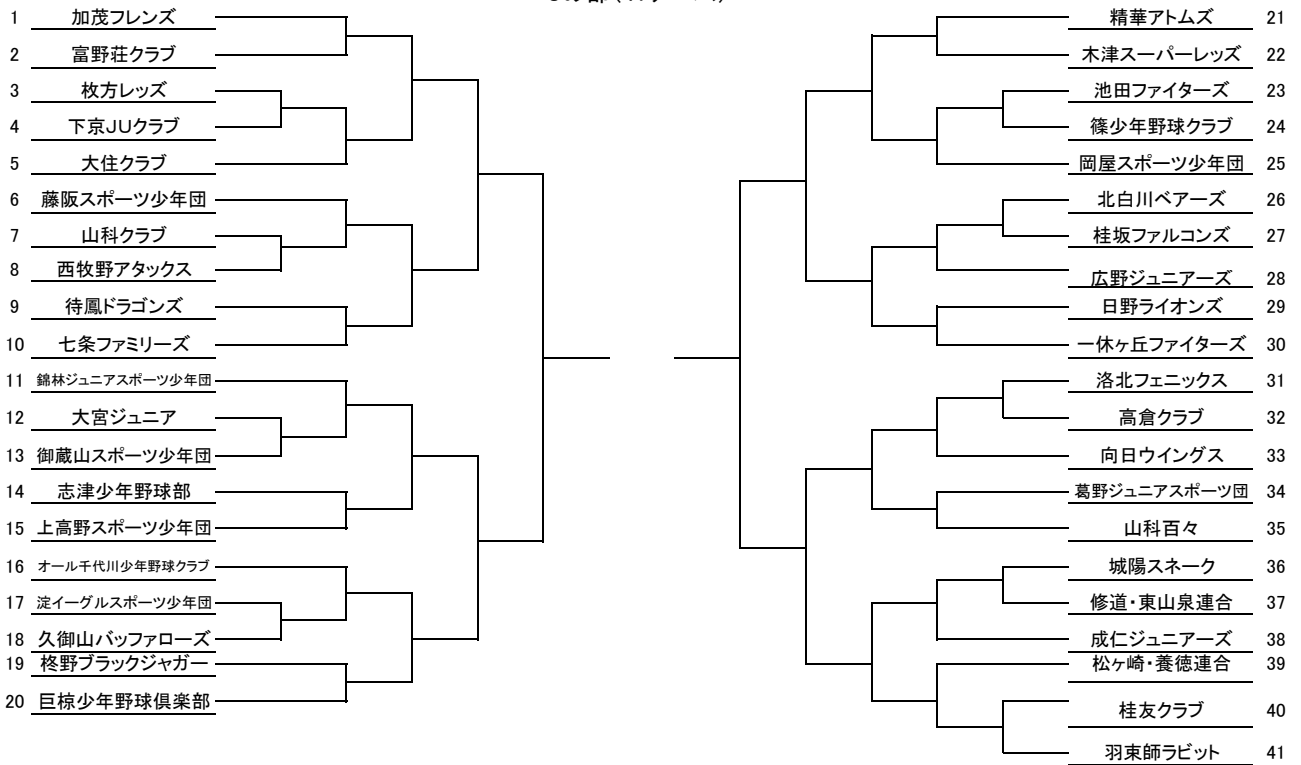 1 加茂フレンズ
2 富野荘クラブ
3 枚方レッズ
4 下京JUクラブ
5 大住クラブ
6 藤阪スポーツ少年団
7 山科クラブ
8 西牧野アタックス
9 待鳳ドラゴンズ
10 七条ファミリーズ
11 錦林ジュニアスポーツ少年団
12 大宮ジュニア
13 御蔵山スポーツ少年団
14 志津少年野球部
15 上高野スポーツ少年団
16 オール千代川少年野球クラブ
17 淀イーグルスポーツ少年団
18 久御山バッファローズ
19 柊野ブラックジャガー
20 巨椋少年野球倶楽部
精華アトムズ 21
木津スーパーレッズ 22
池田ファイターズ 23
篠少年野球クラブ 24
岡屋スポーツ少年団 25
北白川ベアーズ 26
桂坂ファルコンズ 27
広野ジュニアーズ 28
日野ライオンズ 29
一休ヶ丘ファイターズ 30
洛北フェニックス 31
高倉クラブ 32
向日ウイングス 33
葛野ジュニアスポーツ団 34
山科百々 35
城陽スネーク 36
修道・東山泉連合 37
成仁ジュニアーズ 38
松ヶ崎・養徳連合 39
桂友クラブ 40
羽束師ラビット 41